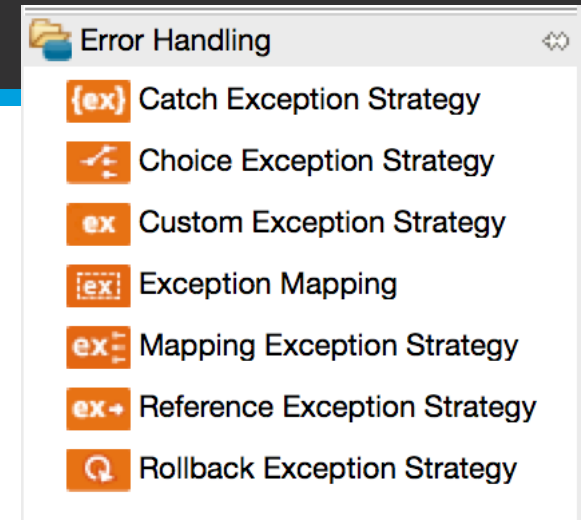 Error Handling
{ex} Catch Exception Strategy
Choice Exception Strategy
ex Custom Exception Strategy
ex Exception Mapping
ex Mapping Exception Strategy
ex Reference Exception Strategy
Rollback Exception Strategy